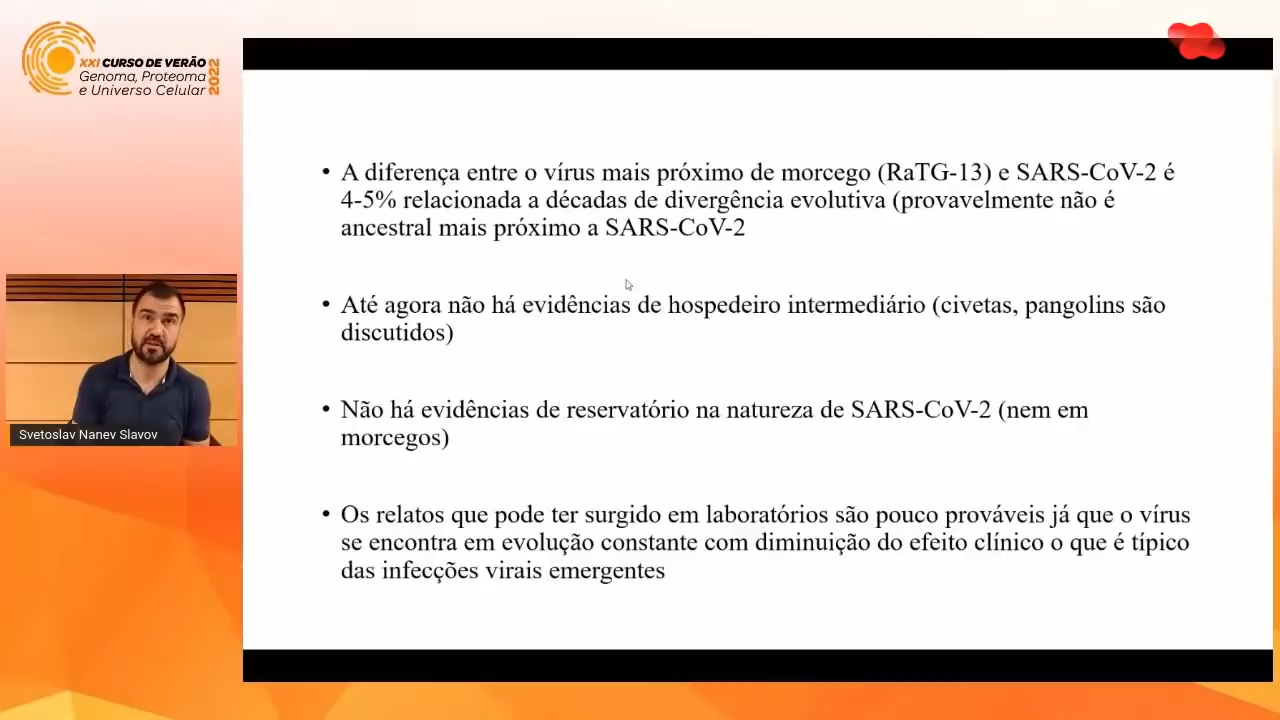 XXI CURSO DE VERÃO
Genoma, Proteoma
e Universo Celular
2022
• A diferença entre o vírus mais próximo de morcego (RaTG-13) e SARS-CoV-2 é
4-5% relacionada a décadas de divergência evolutiva (provavelmente não é
ancestral mais próximo a SARS-CoV-2
• Até agora não há evidências de hospedeiro intermediário (civetas, pangolins são
discutidos)
• Não há evidências de reservatório na natureza de SARS-CoV-2 (nem em
morcegos)
• Os relatos que pode ter surgido em laboratórios são pouco prováveis já que o vírus
se encontra em evolução constante com diminuição do efeito clínico o que é típico
das infecções virais emergentes
Svetoslav Nanev Slavov